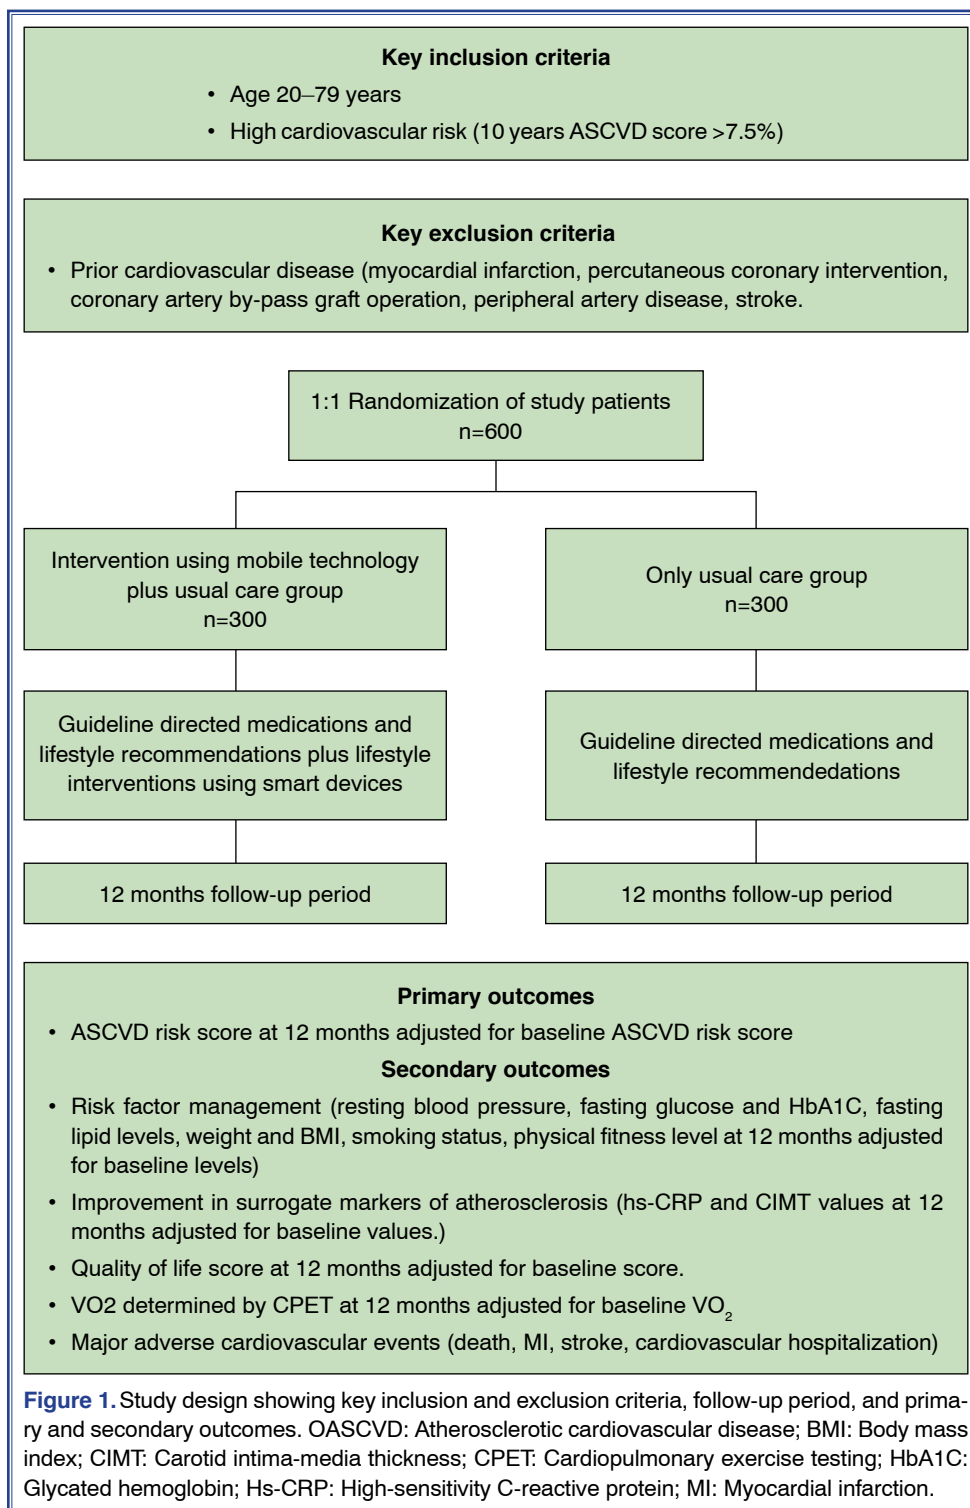 Key inclusion criteria
• Age 20–79 years
• High cardiovascular risk (10 years ASCVD score >7.5%)
Key exclusion criteria
• Prior cardiovascular disease (myocardial infarction, percutaneous coronary intervention,
coronary artery by-pass graft operation, peripheral artery disease, stroke.
1:1 Randomization of study patients
n=600
Intervention using mobile technology
plus usual care group
n=300
Only usual care group
n=300
Guideline directed medications and
lifestyle recommendations plus lifestyle
interventions using smart devices
Guideline directed medications and
lifestyle recommendedations
12 months follow-up period
12 months follow-up period
Primary outcomes
• ASCVD risk score at 12 months adjusted for baseline ASCVD risk score
Secondary outcomes
• Risk factor management (resting blood pressure, fasting glucose and HbA1C, fasting
lipid levels, weight and BMI, smoking status, physical fitness level at 12 months adjusted
for baseline levels)
• Improvement in surrogate markers of atherosclerosis (hs-CRP and CIMT values at 12
months adjusted for baseline values.)
• Quality of life score at 12 months adjusted for baseline score.
• VO2 determined by CPET at 12 months adjusted for baseline VO₂
• Major adverse cardiovascular events (death, MI, stroke, cardiovascular hospitalization)
Figure 1. Study design showing key inclusion and exclusion criteria, follow-up period, and prima-
ry and secondary outcomes. OASCVD: Atherosclerotic cardiovascular disease; BMI: Body mass
index; CIMT: Carotid intima-media thickness; CPET: Cardiopulmonary exercise testing; HbA1C:
Glycated hemoglobin; Hs-CRP: High-sensitivity C-reactive protein; MI: Myocardial infarction.